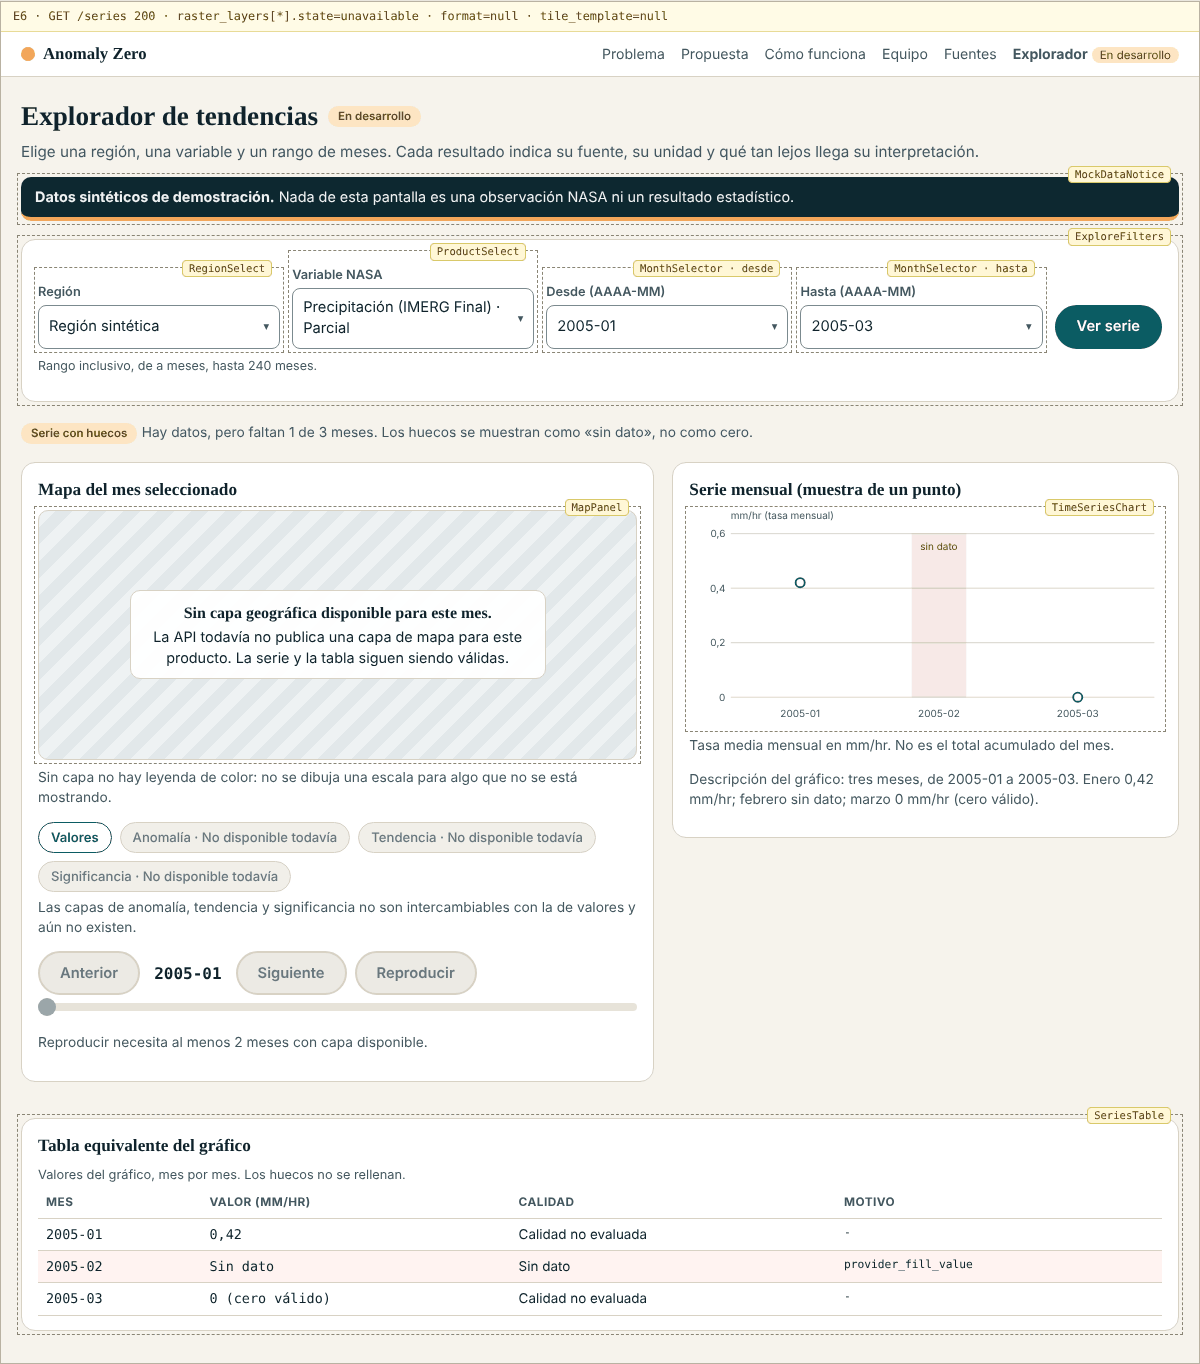 E6 · GET /series 200 · raster_layers[*].state=unavailable · format=null · tile_template=null
Anomaly Zero
Problema Propuesta Cómo funciona Equipo Fuentes Explorador En desarrollo
Explorador de tendencias En desarrollo
Elige una región, una variable y un rango de meses. Cada resultado indica su fuente, su unidad y qué tan lejos llega su interpretación.
MockDataNotice
Datos sintéticos de demostración. Nada de esta pantalla es una observación NASA ni un resultado estadístico.
ExploreFilters
RegionSelect
Región
Región sintética ▾
ProductSelect
Variable NASA
Precipitación (IMERG Final) ·
Parcial ▾
MonthSelector · desde
Desde (AAAA-MM)
2005-01 ▾
MonthSelector · hasta
Hasta (AAAA-MM)
2005-03 ▾
Ver serie
Rango inclusivo, de a meses, hasta 240 meses.
Serie con huecos Hay datos, pero faltan 1 de 3 meses. Los huecos se muestran como «sin dato», no como cero.
Mapa del mes seleccionado
MapPanel
Sin capa geográfica disponible para este mes.
La API todavía no publica una capa de mapa para este
producto. La serie y la tabla siguen siendo válidas.
Sin capa no hay leyenda de color: no se dibuja una escala para algo que no se está
mostrando.
Valores Anomalía · No disponible todavía Tendencia · No disponible todavía
Significancia · No disponible todavía
Las capas de anomalía, tendencia y significancia no son intercambiables con la de valores y
aún no existen.
Anterior 2005-01 Siguiente Reproducir
Reproducir necesita al menos 2 meses con capa disponible.
Serie mensual (muestra de un punto)
TimeSeriesChart
mm/hr (tasa mensual)
0,6
sin dato
0,4
0,2
0
2005-01 2005-02 2005-03
Tasa media mensual en mm/hr. No es el total acumulado del mes.
Descripción del gráfico: tres meses, de 2005-01 a 2005-03. Enero 0,42
mm/hr; febrero sin dato; marzo 0 mm/hr (cero válido).
SeriesTable
Tabla equivalente del gráfico
Valores del gráfico, mes por mes. Los huecos no se rellenan.
MES VALOR (MM/HR) CALIDAD MOTIVO
2005-01 0,42 Calidad no evaluada -
2005-02 Sin dato Sin dato provider_fill_value
2005-03 0 (cero válido) Calidad no evaluada -